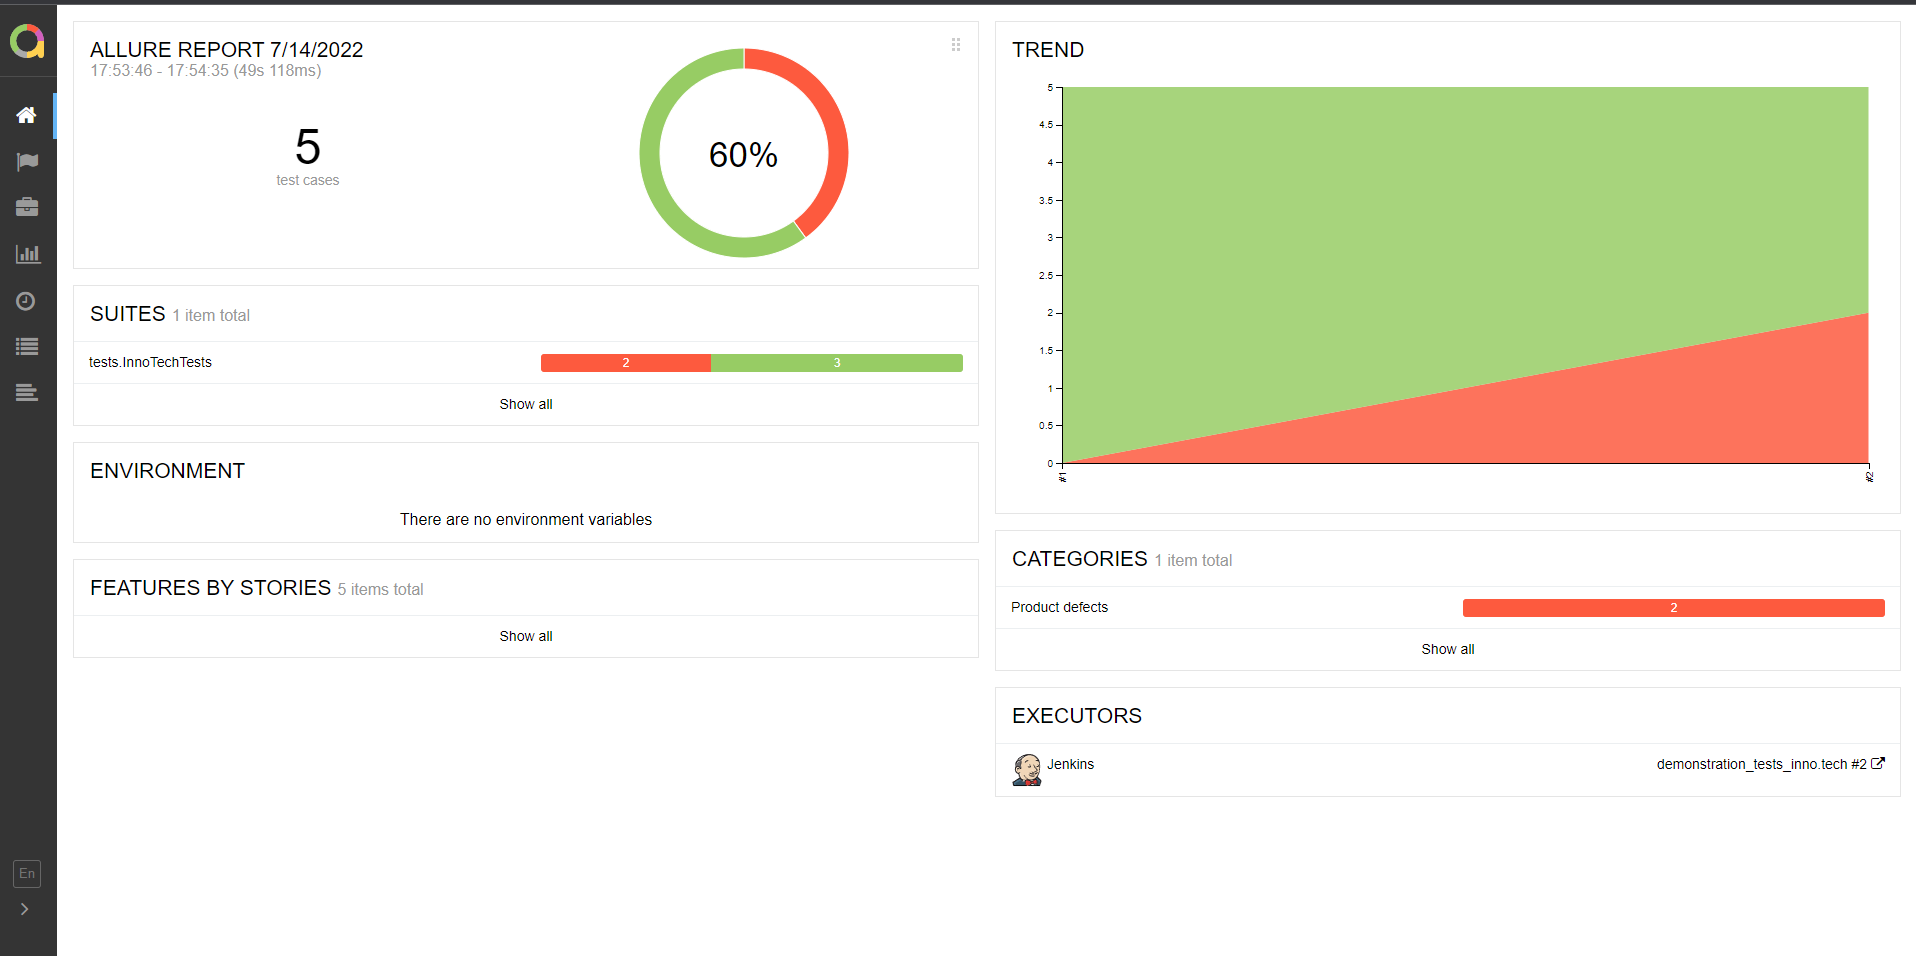 ALLURE REPORT 7/14/2022
17:53:46 - 17:54:35 (49s 118ms)
5
test cases
60%
SUITES 1 item total
tests.InnoTechTests
2
3
Show all
ENVIRONMENT
There are no environment variables
FEATURES BY STORIES 5 items total
Show all
TREND
5
4.5
4
3.5
3
2.5
2
1.5
1
0.5
0
#1
#2
CATEGORIES 1 item total
Product defects
2
Show all
EXECUTORS
Jenkins
demonstration_tests_inno.tech #2
En